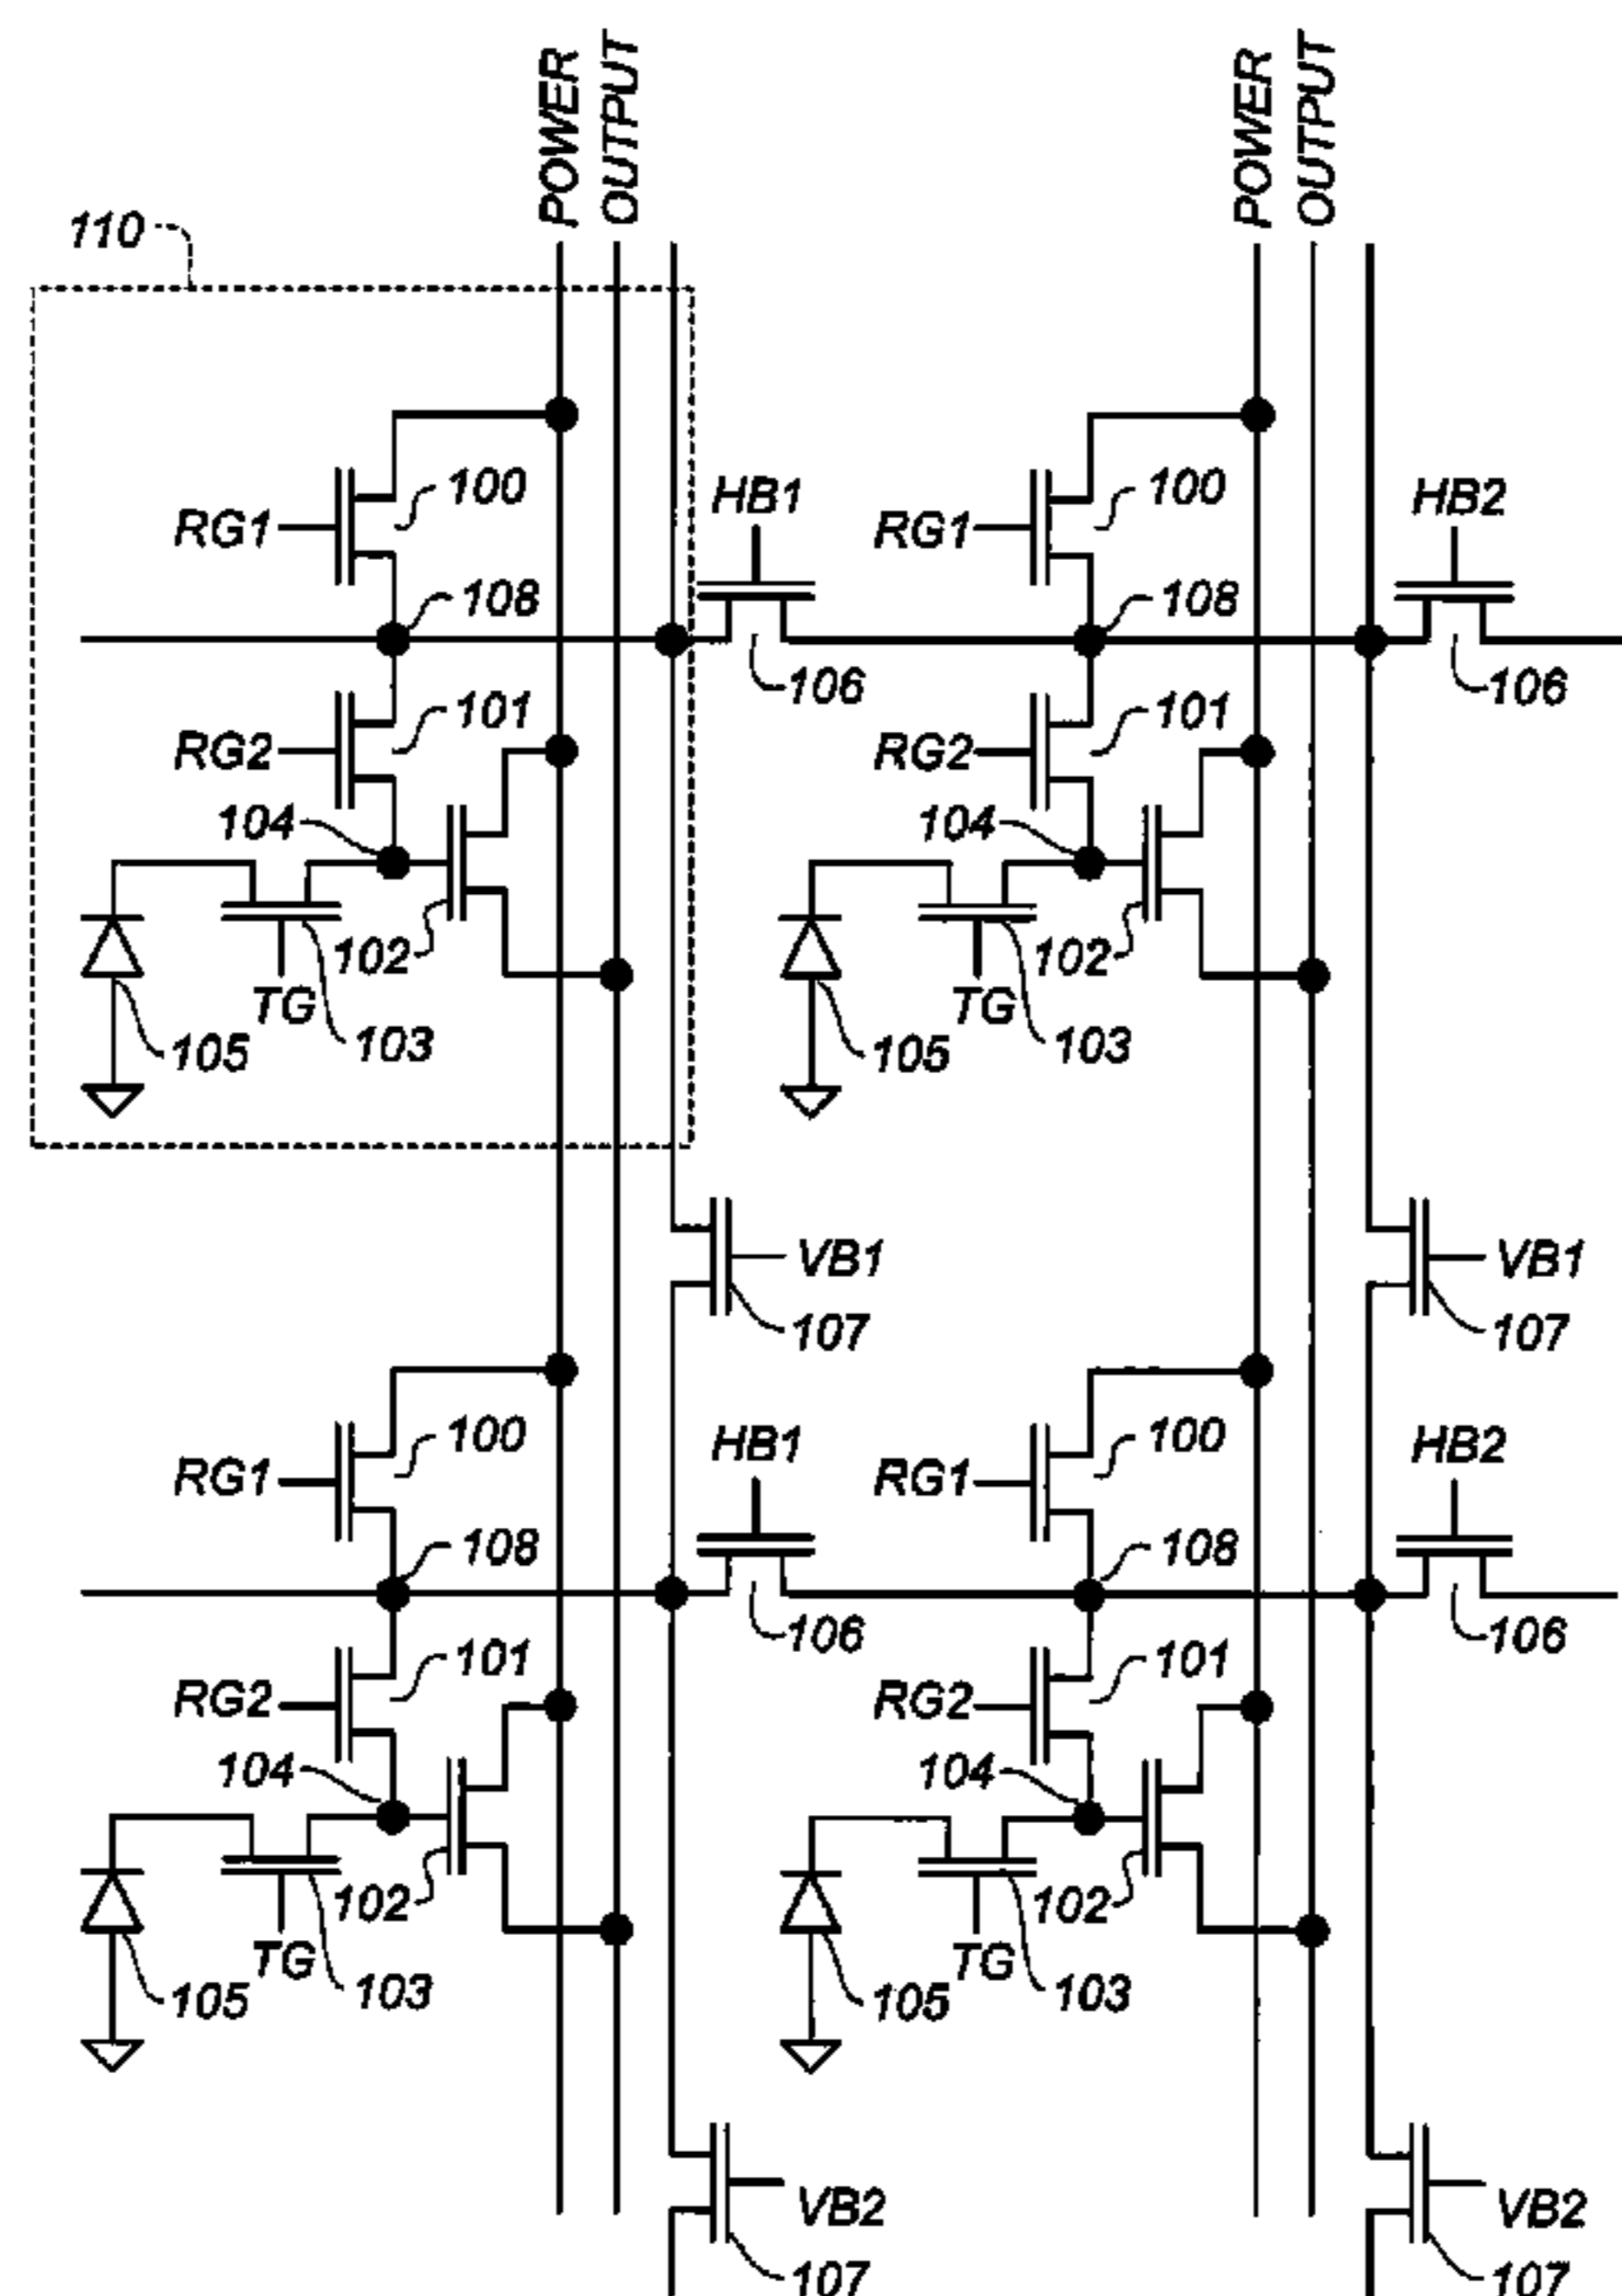 POWER OUTPUT POWER OUTPUT
110
100 100
HB1 HB2
RG1 RG1
108 108
106 106
101 101
RG2 RG2
104 104
102 102
TG TG
105 103 105 103
VB1 VB1
107 107
100 100
HB1 HB2
RG1 RG1
108 108
106 106
101 101
RG2 RG2
104 104
102 102
TG TG
105 103 105 103
VB2 VB2
107 107